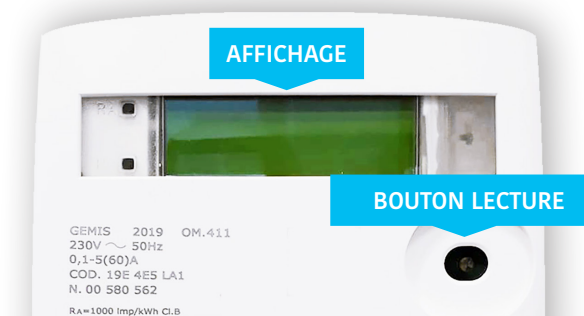 AFFICHAGE
RA
BOUTON LECTURE
GEMIS 2019 OM.411
230V ~ 50Hz
0,1-5(60)A
COD. 19E 4E5 LA1
N. 00 580 562
RA=1000 Imp/kWh Cl.B